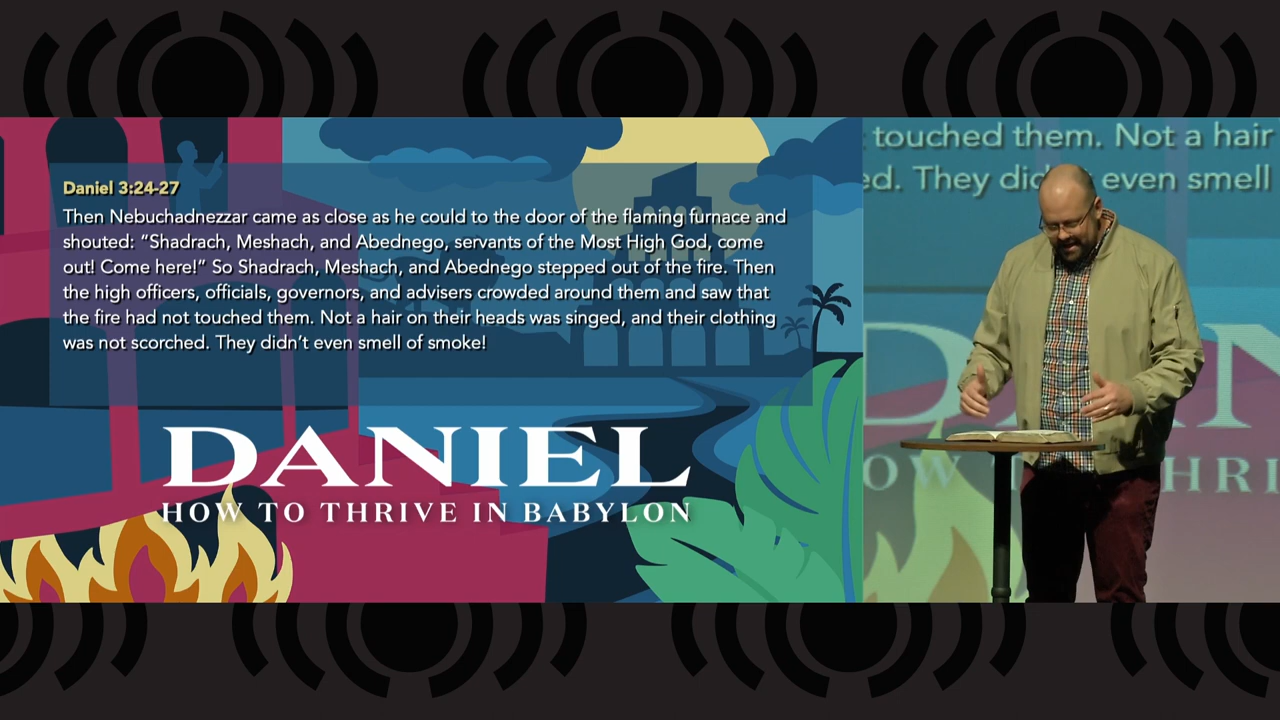 Daniel 3:24-27
Then Nebuchadnezzar came as close as he could to the door of the flaming furnace and
shouted: “Shadrach, Meshach, and Abednego, servants of the Most High God, come
out! Come here!” So Shadrach, Meshach, and Abednego stepped out of the fire. Then
the high officers, officials, governors, and advisers crowded around them and saw that
the fire had not touched them. Not a hair on their heads was singed, and their clothing
was not scorched. They didn’t even smell of smoke!
DANIEL
HOW TO THRIVE IN BABYLON
touched them. Not a hair
ed. They did even smell